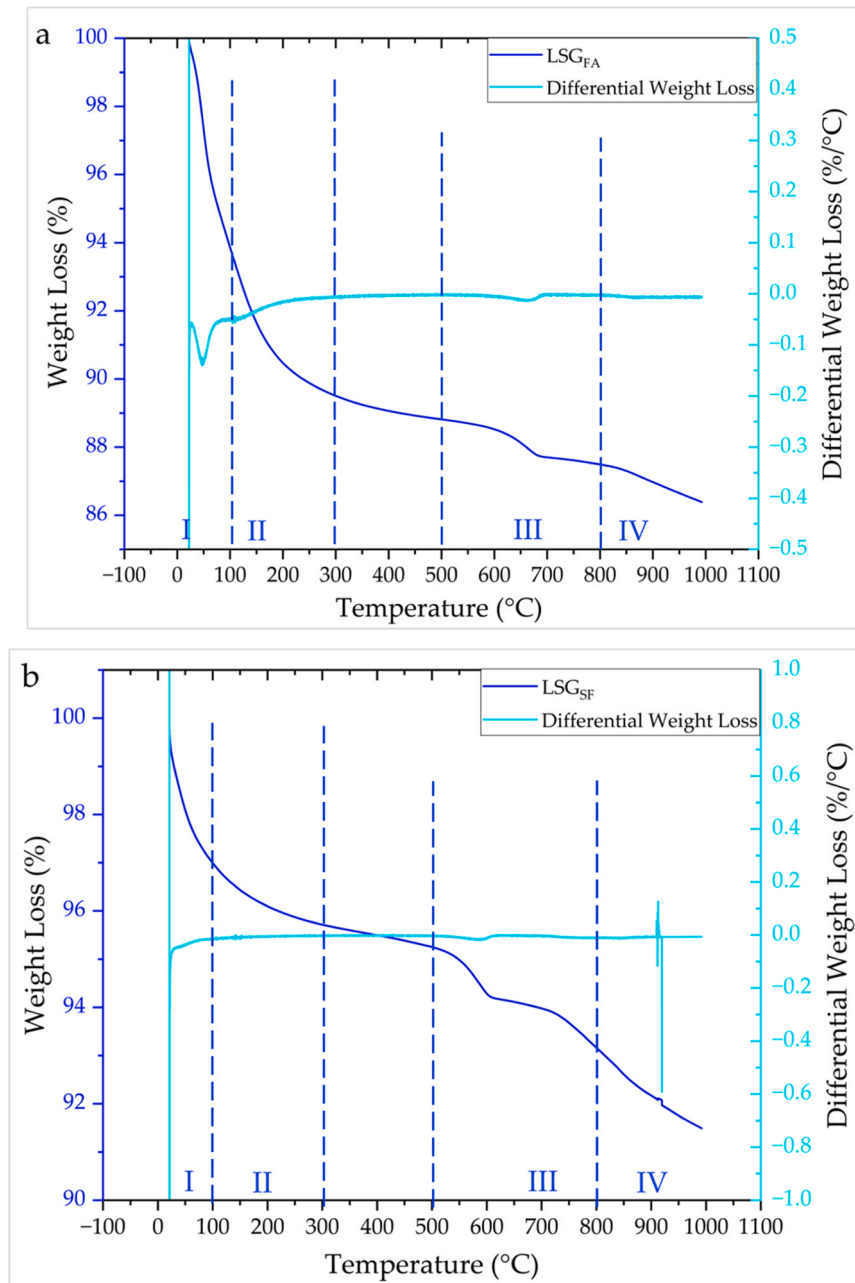 a
LSG_FA
Differential Weight Loss
Weight Loss (%)
100
98
96
94
92
90
88
86
0.5
0.4
0.3
0.2
0.1
0.0
−0.1
−0.2
−0.3
−0.4
−0.5
Differential Weight Loss (%/°C)
I II III IV
−100 0 100 200 300 400 500 600 700 800 900 1000 1100
Temperature (°C)
b
LSG_SF
Differential Weight Loss
Weight Loss (%)
100
98
96
95
94
92
90
1.0
0.8
0.6
0.4
0.2
0.0
−0.2
−0.4
−0.6
−0.8
−1.0
Differential Weight Loss (%/°C)
I II III IV
−100 0 100 200 300 400 500 600 700 800 900 1000 1100
Temperature (°C)